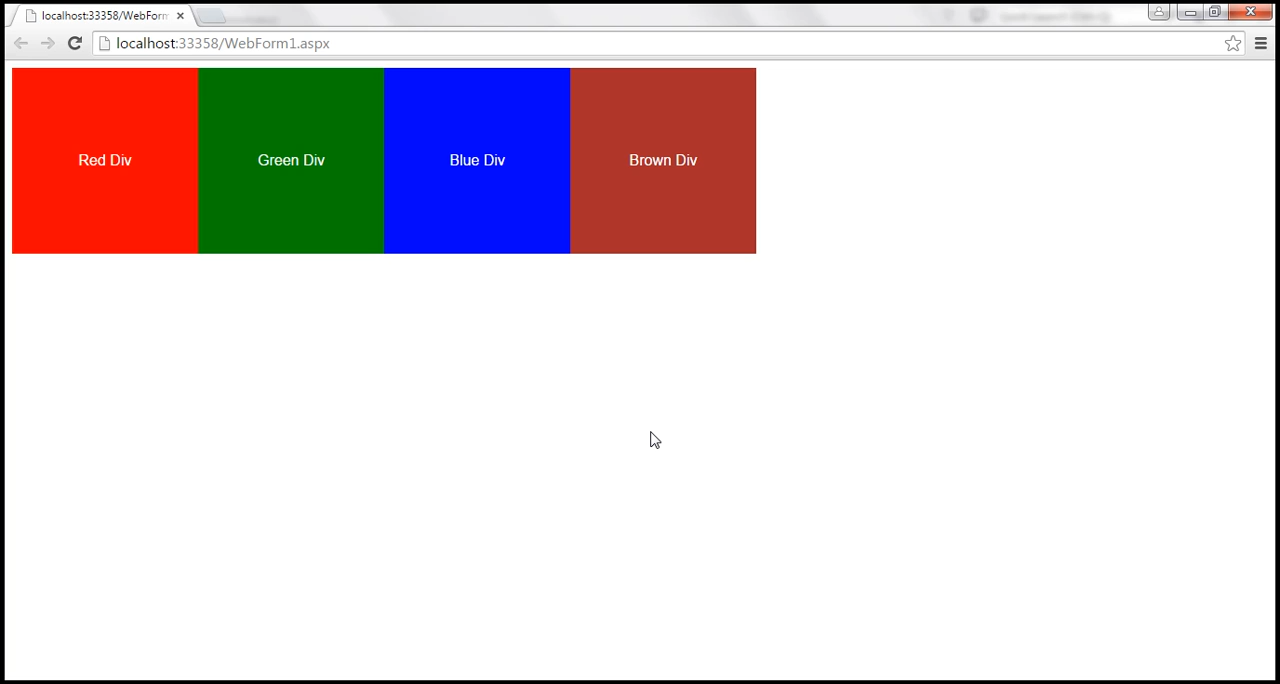 localhost:33358/WebForm
localhost:33358/WebForm1.aspx
Red Div
Green Div
Blue Div
Brown Div